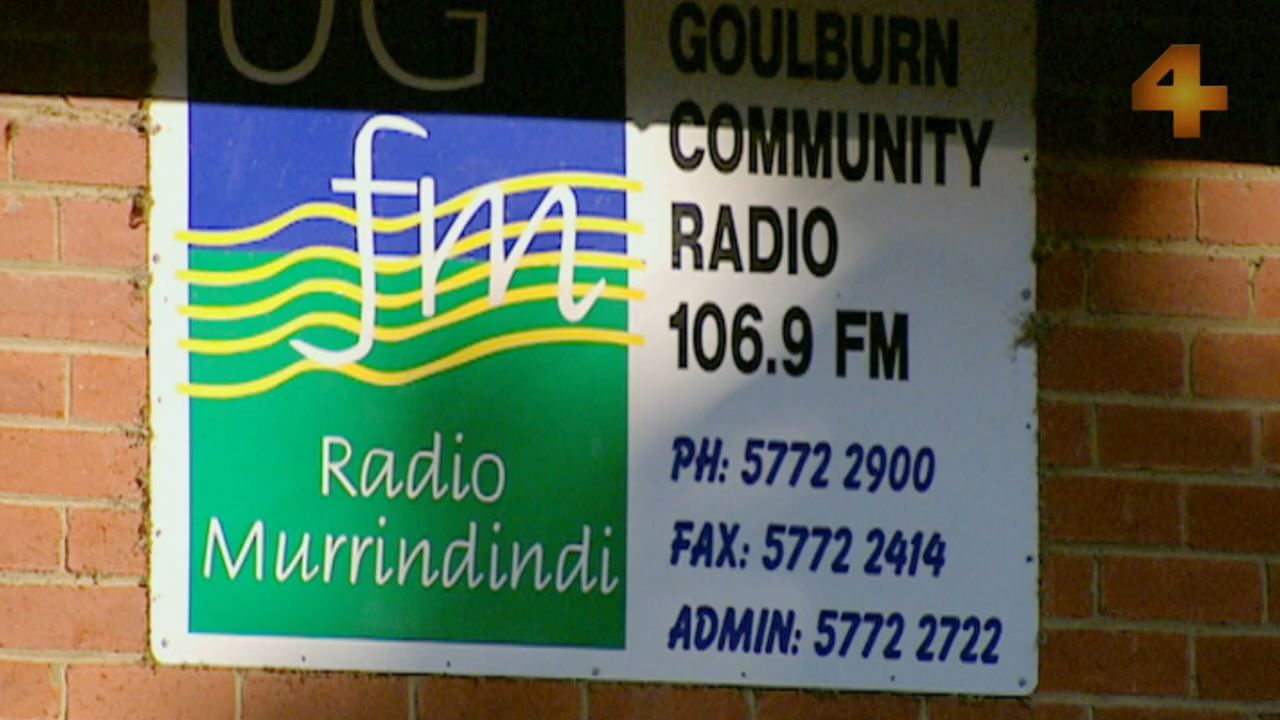 UG
fm
Radio
Murrindindi
GOULBURN
COMMUNITY
RADIO
106.9 FM
PH: 5772 2900
FAX: 5772 2414
ADMIN: 5772 2722
4